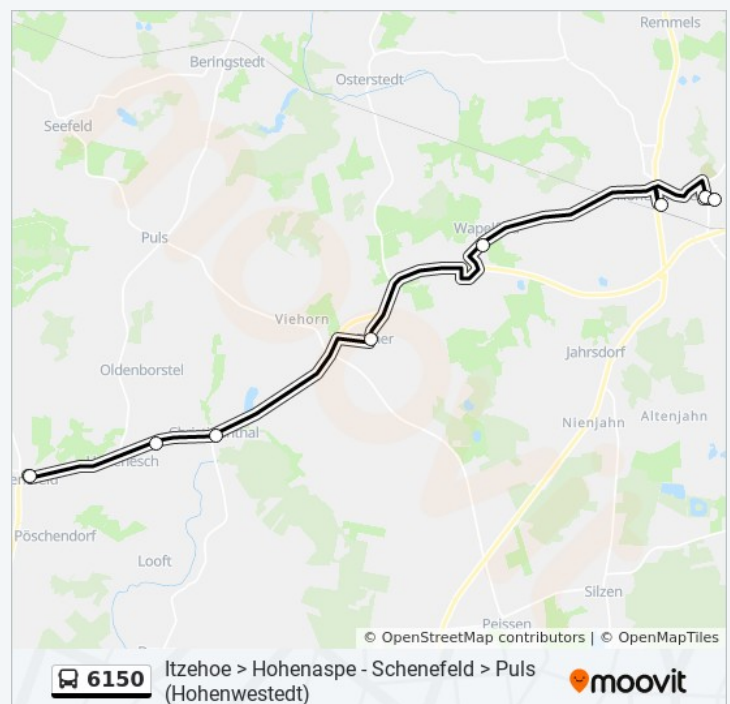 Remmels
Beringstedt
Osterstedt
Seefeld
Wapel
Puls
Viehorn
Jahrsdorf
Oldenborstel
Altenjahn
Nienjahn
Pöschendorf
Looft
Silzen
Peissen
© OpenStreetMap contributors | © OpenMapTiles
6150
Itzehoe > Hohenaspe - Schenefeld > Puls
(Hohenwestedt)
moovit